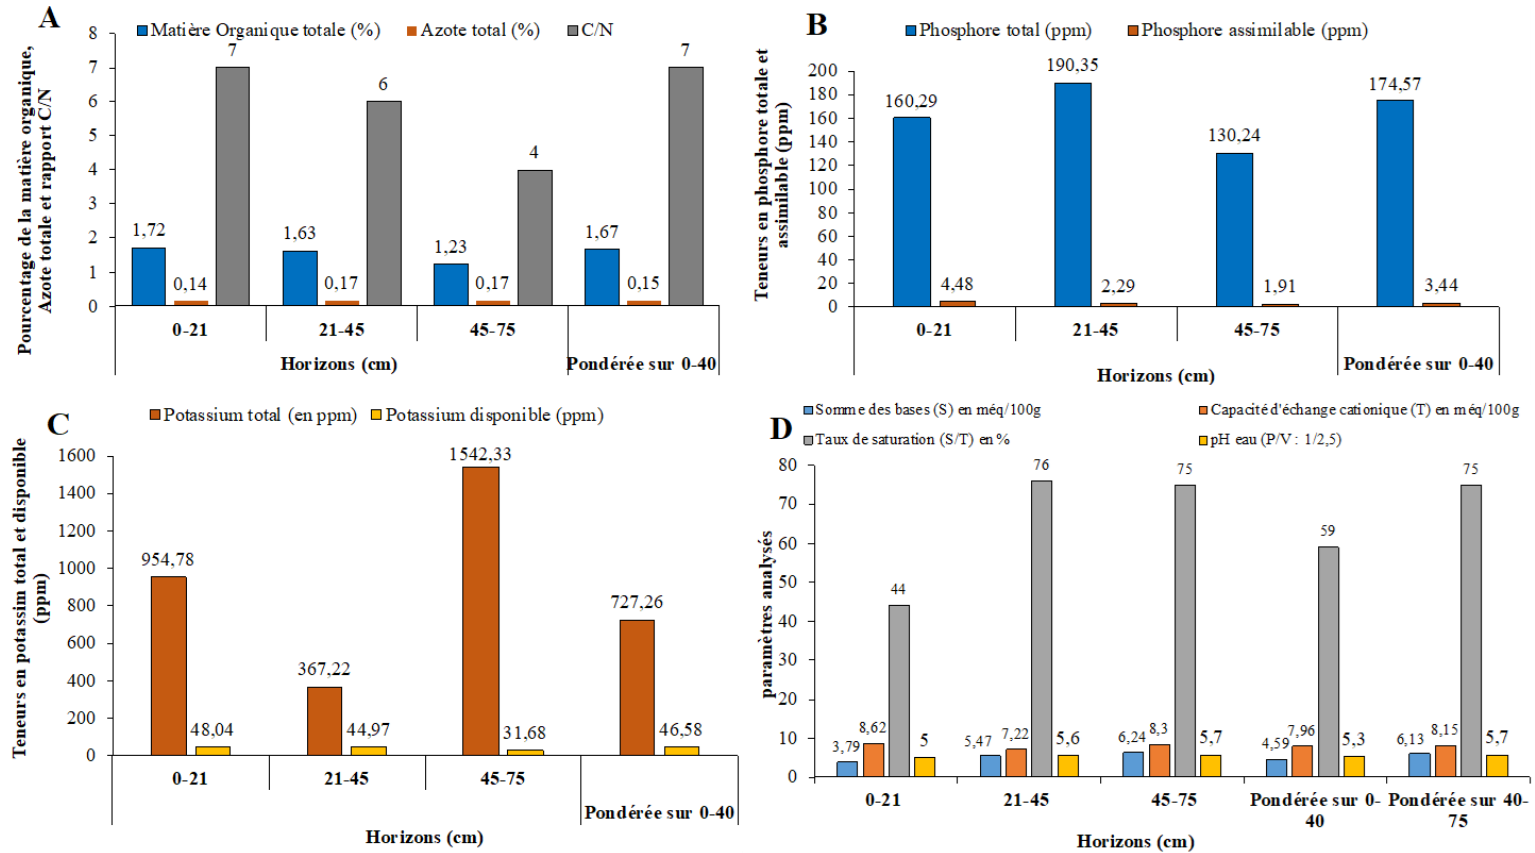 A
Matière Organique totale (%) Azote total (%) C/N
Pourcentage de la matière organique,
Azote totale et rapport C/N
8
7
6
5
4
3
2
1
0
1,72 0,14 7
1,63 0,17 6
1,23 0,17 4
1,67 0,15 7
0-21 21-45 45-75
Horizons (cm) Pondérée sur 0-40
B
Phosphore total (ppm) Phosphore assimilable (ppm)
Teneurs en phosphore totale et
assimilable (ppm)
200
180
160
140
120
100
80
60
40
20
0
160,29 4,48
190,35 2,29
130,24 1,91
174,57 3,44
0-21 21-45 45-75
Pondérée sur 0-40
Horizons (cm)
C
Potassium total (en ppm) Potassium disponible (ppm)
Teneurs en potassim total et disponible
(ppm)
1600
1400
1200
1000
800
600
400
200
0
954,78 48,04
367,22 44,97
1542,33 31,68
727,26 46,58
0-21 21-45 45-75
Pondérée sur 0-40
Horizons (cm)
D
Somme des bases (S) en méq/100g Capacité d'échange cationique (T) en méq/100g
Taux de saturation (S/T) en % pH eau (P/V : 1/2,5)
paramètres analysés
80
70
60
50
40
30
20
10
0
3,79 8,62 44 5
5,47 7,22 76 5,6
6,24 8,3 75 5,7
4,59 7,96 59 5,3
6,13 8,15 75 5,7
0-21 21-45 45-75 Pondérée sur 0- Pondérée sur 40-
40 75
Horizons (cm)